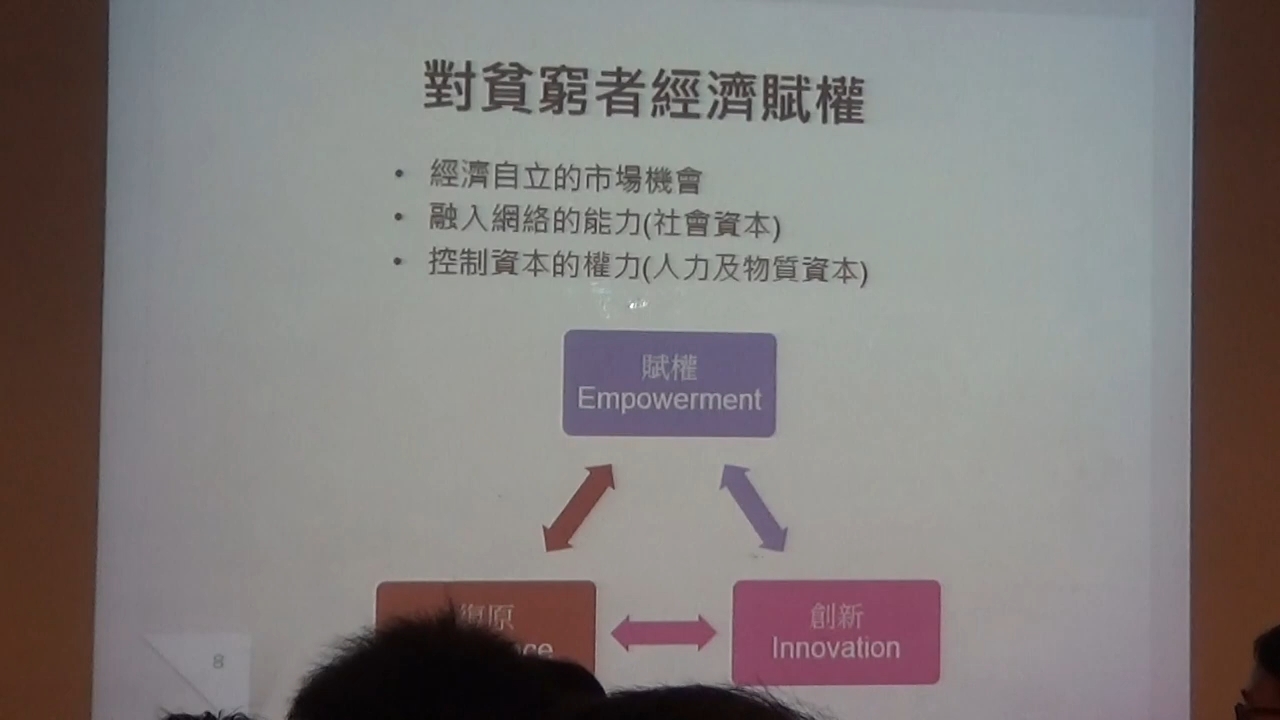 對貧窮者經濟賦權
• 經濟自立的市場機會
• 融入網絡的能力(社會資本)
• 控制資本的權力(人力及物質資本)
賦權
Empowerment
復原
創新
Innovation
8